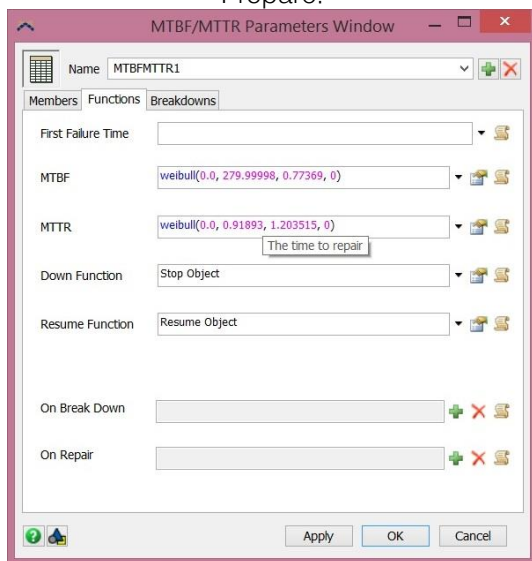 Prepare.
MTBF/MTTR Parameters Window
Name MTBFMTTR1
Members Functions Breakdowns
First Failure Time
MTBF weibull(0.0, 279.99998, 0.77369, 0)
MTTR weibull(0.0, 0.91893, 1.203515, 0)
The time to repair
Down Function Stop Object
Resume Function Resume Object
On Break Down
On Repair
Apply OK Cancel